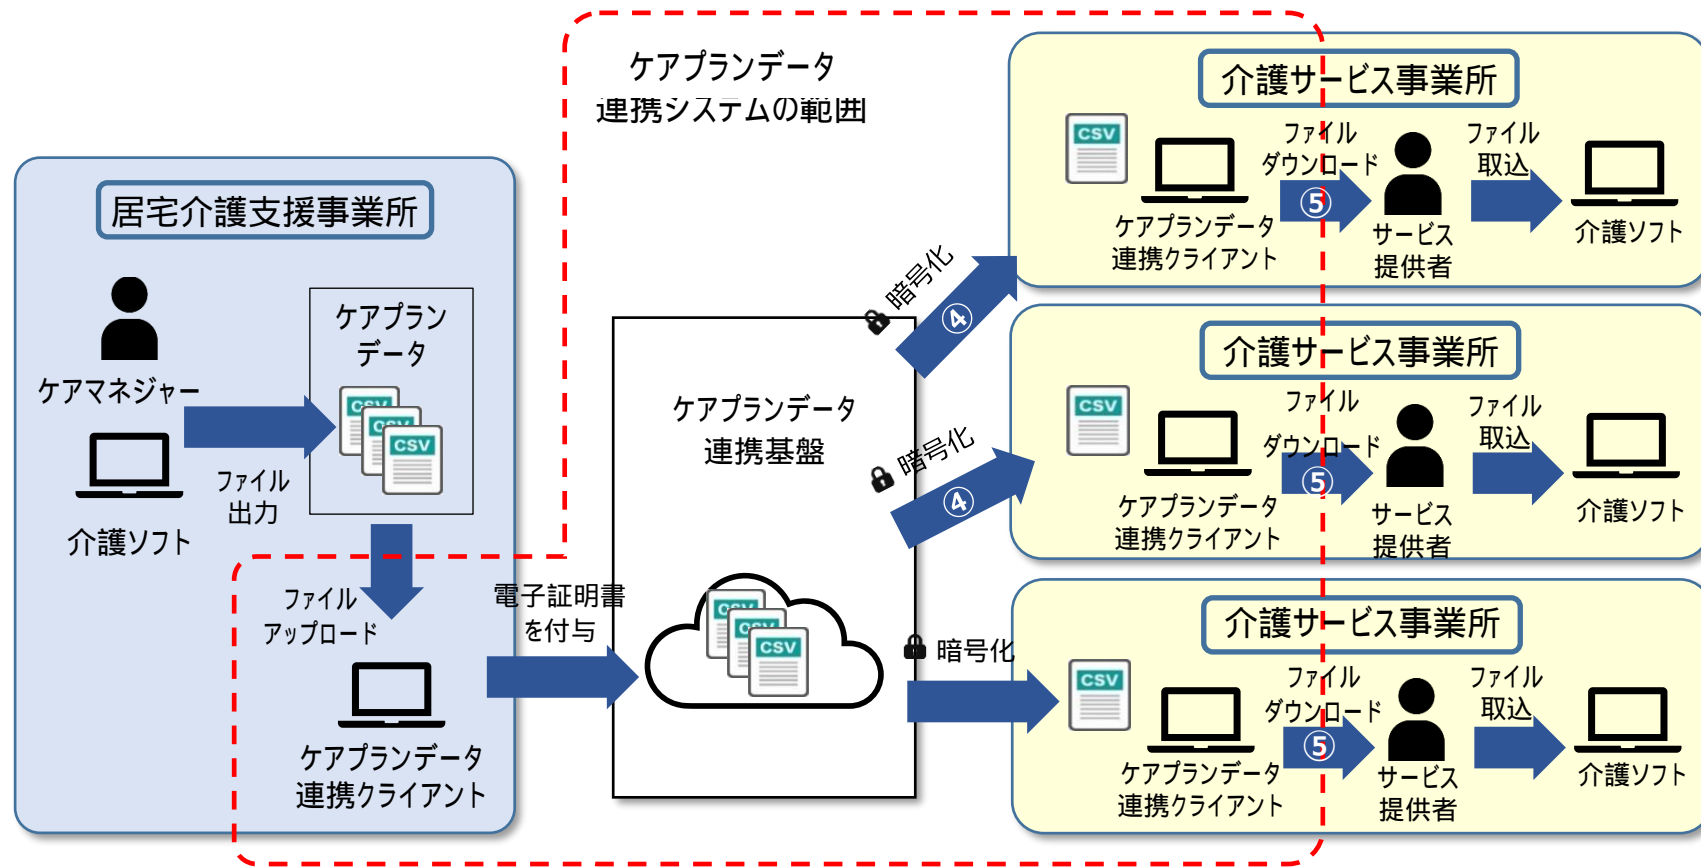 ケアプランデータ
連携システムの範囲
居宅介護支援事業所
ケアマネジャー
介護ソフト
ファイル
出力
ケアプラン
データ
CSV
CSV
CSV
ファイル
アップロード
ケアプランデータ
連携クライアント
電子証明書
を付与
ケアプランデータ
連携基盤
CSV
CSV
CSV
暗号化
④
暗号化
④
暗号化
介護サービス事業所
CSV
ケアプランデータ
連携クライアント
ファイル
ダウンロード
⑤
サービス
提供者
ファイル
取込
介護ソフト
介護サービス事業所
CSV
ケアプランデータ
連携クライアント
ファイル
ダウンロード
⑤
サービス
提供者
ファイル
取込
介護ソフト
介護サービス事業所
CSV
ケアプランデータ
連携クライアント
ファイル
ダウンロード
⑤
サービス
提供者
ファイル
取込
介護ソフト